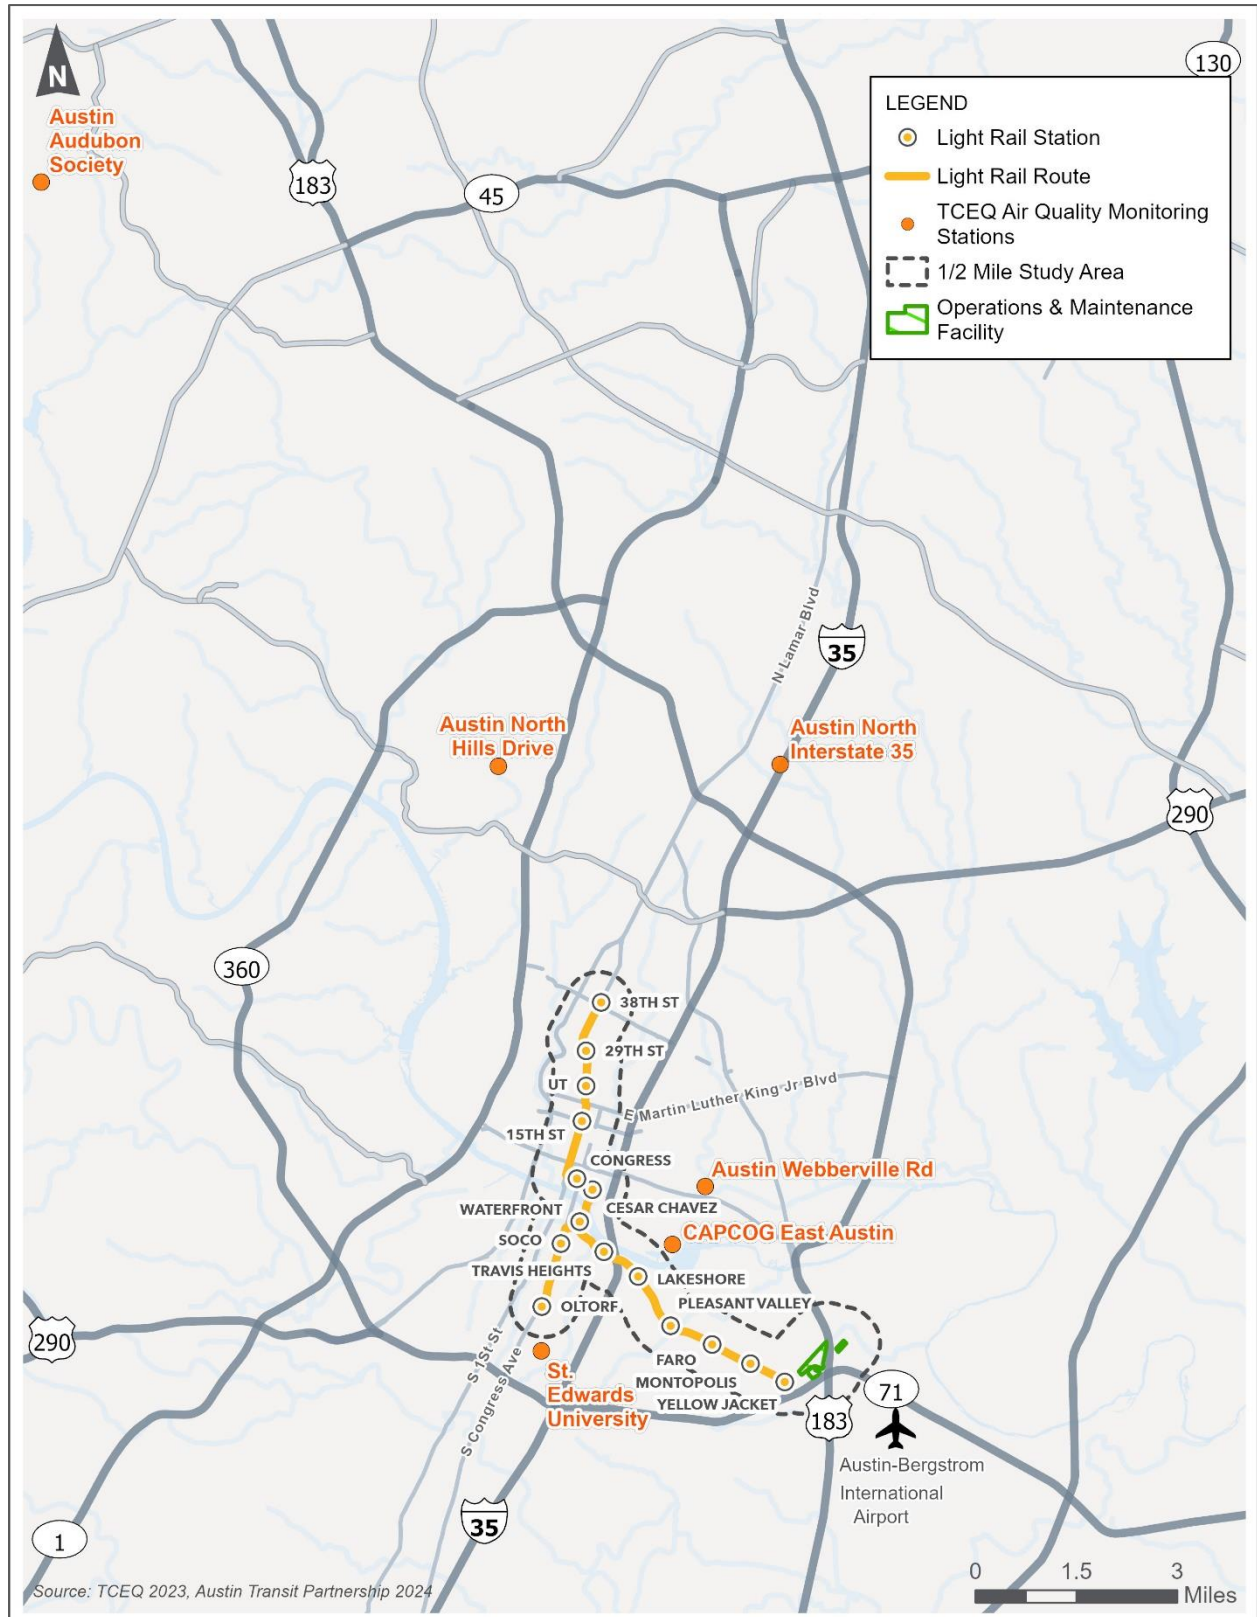 N
Austin
Audubon
Society
183
45
130
LEGEND
Light Rail Station
Light Rail Route
TCEQ Air Quality Monitoring
Stations
1/2 Mile Study Area
Operations & Maintenance
Facility
N Lamar Blvd
35
Austin North
Hills Drive
Austin North
Interstate 35
290
360
38TH ST
29TH ST
UT
E Martin Luther King Jr Blvd
15TH ST
CONGRESS
Austin Webberville Rd
WATERFRONT
CESAR CHAVEZ
SOCO
CAPCOG East Austin
TRAVIS HEIGHTS
LAKESHORE
OLTORF
PLEASANT VALLEY
290
S 1St St
S Congress Ave
St.
Edwards
University
FARO
MONTOPOLIS
YELLOW JACKET
71
183
Austin-Bergstrom
International
Airport
35
1
Source: TCEQ 2023, Austin Transit Partnership 2024
0 1.5 3
Miles